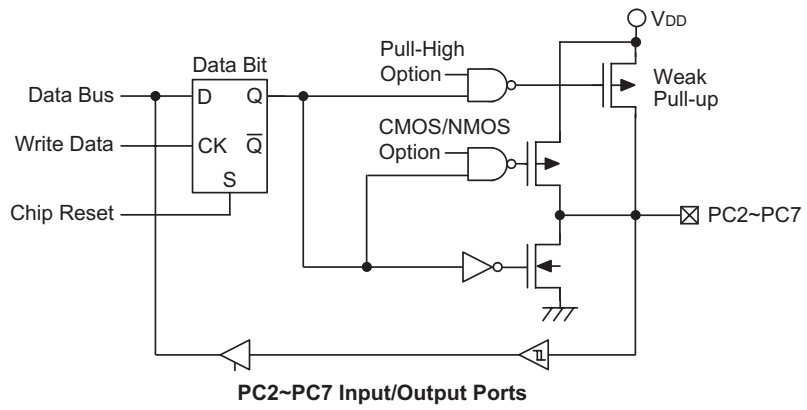 VDD
Pull-High
Option
Weak
Pull-up
Data Bit
Data Bus
D Q
CMOS/NMOS
Option
Write Data
CK Q̅
S
Chip Reset
PC2~PC7
PC2~PC7 Input/Output Ports